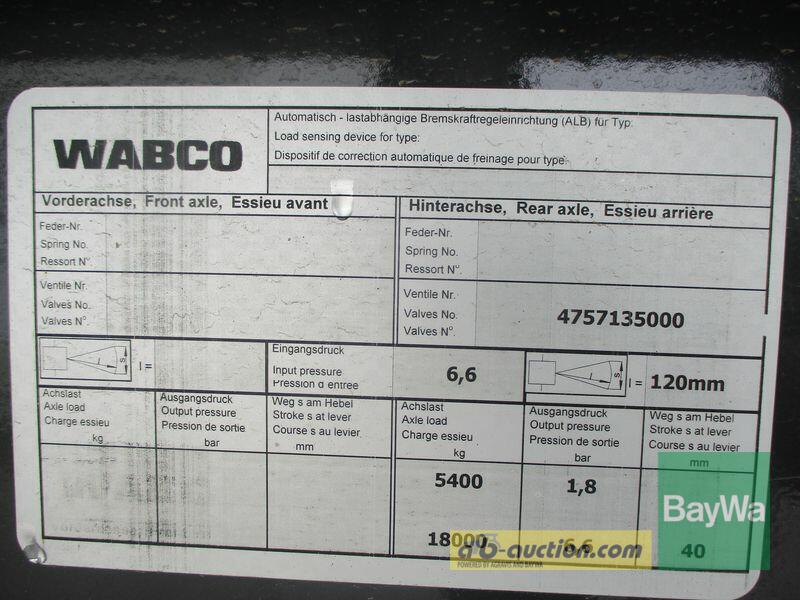 WABCO
Automatisch - lastabhängige Bremskraftregeleinrichtung (ALB) für Typ:
Load sensing device for type:
Dispositif de correction automatique de freinage pour type:
Vorderachse, Front axle, Essieu avant
Hinterachse, Rear axle, Essieu arrière
Feder-Nr.
Spring No.
Ressort N°.
Feder-Nr.
Spring No.
Ressort N°.
Ventile Nr.
Valves No.
Valves N°.
Ventile Nr.
Valves No.
Valves N°.
4757135000
l =
Eingangsdruck
Input pressure
Pression d'entrée
6,6
l = 120mm
Achslast
Axle load
Charge essieu
kg
Ausgangsdruck
Output pressure
Pression de sortie
bar
Weg s am Hebel
Stroke s at lever
Course s au levier
mm
Achslast
Axle load
Charge essieu
kg
Ausgangsdruck
Output pressure
Pression de sortie
bar
Weg s am Hebel
Stroke s at lever
Course s au levier
mm
5400
1,8
18000
6,6
40
BayWa
ab-auction.com
POWERED BY AGRAVIS AND BAYWA